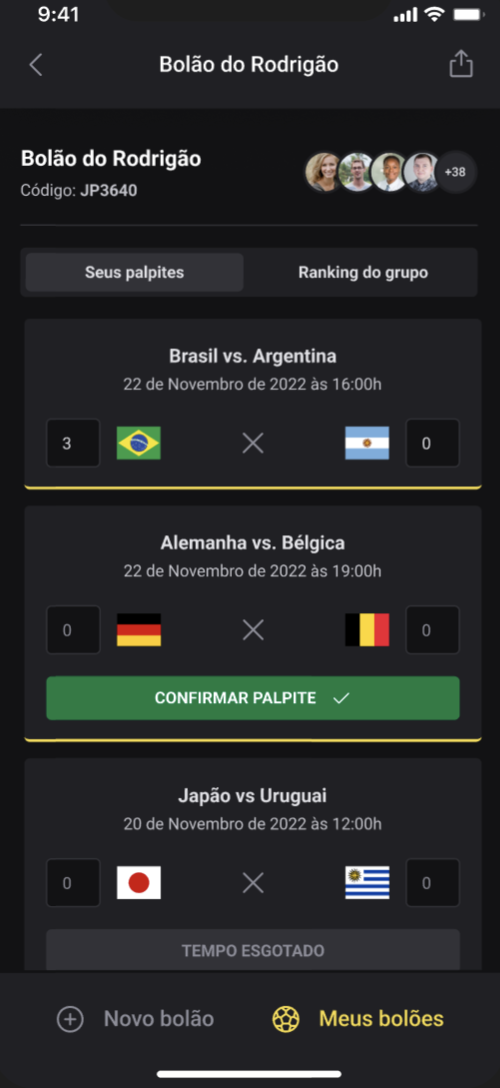 9:41
Bolão do Rodrigão
Bolão do Rodrigão
Código: JP3640
+38
Seus palpites
Ranking do grupo
Brasil vs. Argentina
22 de Novembro de 2022 às 16:00h
3
0
Alemanha vs. Bélgica
22 de Novembro de 2022 às 19:00h
0
0
CONFIRMAR PALPITE
Japão vs Uruguai
20 de Novembro de 2022 às 12:00h
0
0
TEMPO ESGOTADO
Novo bolão
Meus bolões